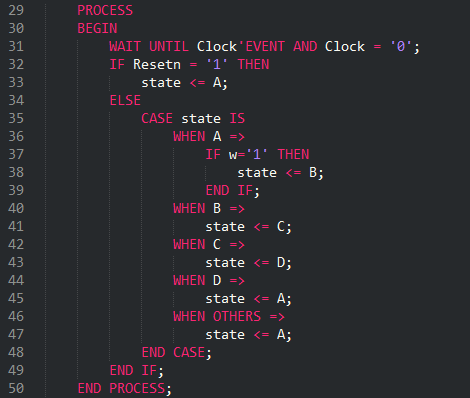 29 PROCESS
30 BEGIN
31 WAIT UNTIL Clock'EVENT AND Clock = '0';
32 IF Resetn = '1' THEN
33 state <= A;
34 ELSE
35 CASE state IS
36 WHEN A =>
37 IF w='1' THEN
38 state <= B;
39 END IF;
40 WHEN B =>
41 state <= C;
42 WHEN C =>
43 state <= D;
44 WHEN D =>
45 state <= A;
46 WHEN OTHERS =>
47 state <= A;
48 END CASE;
49 END IF;
50 END PROCESS;